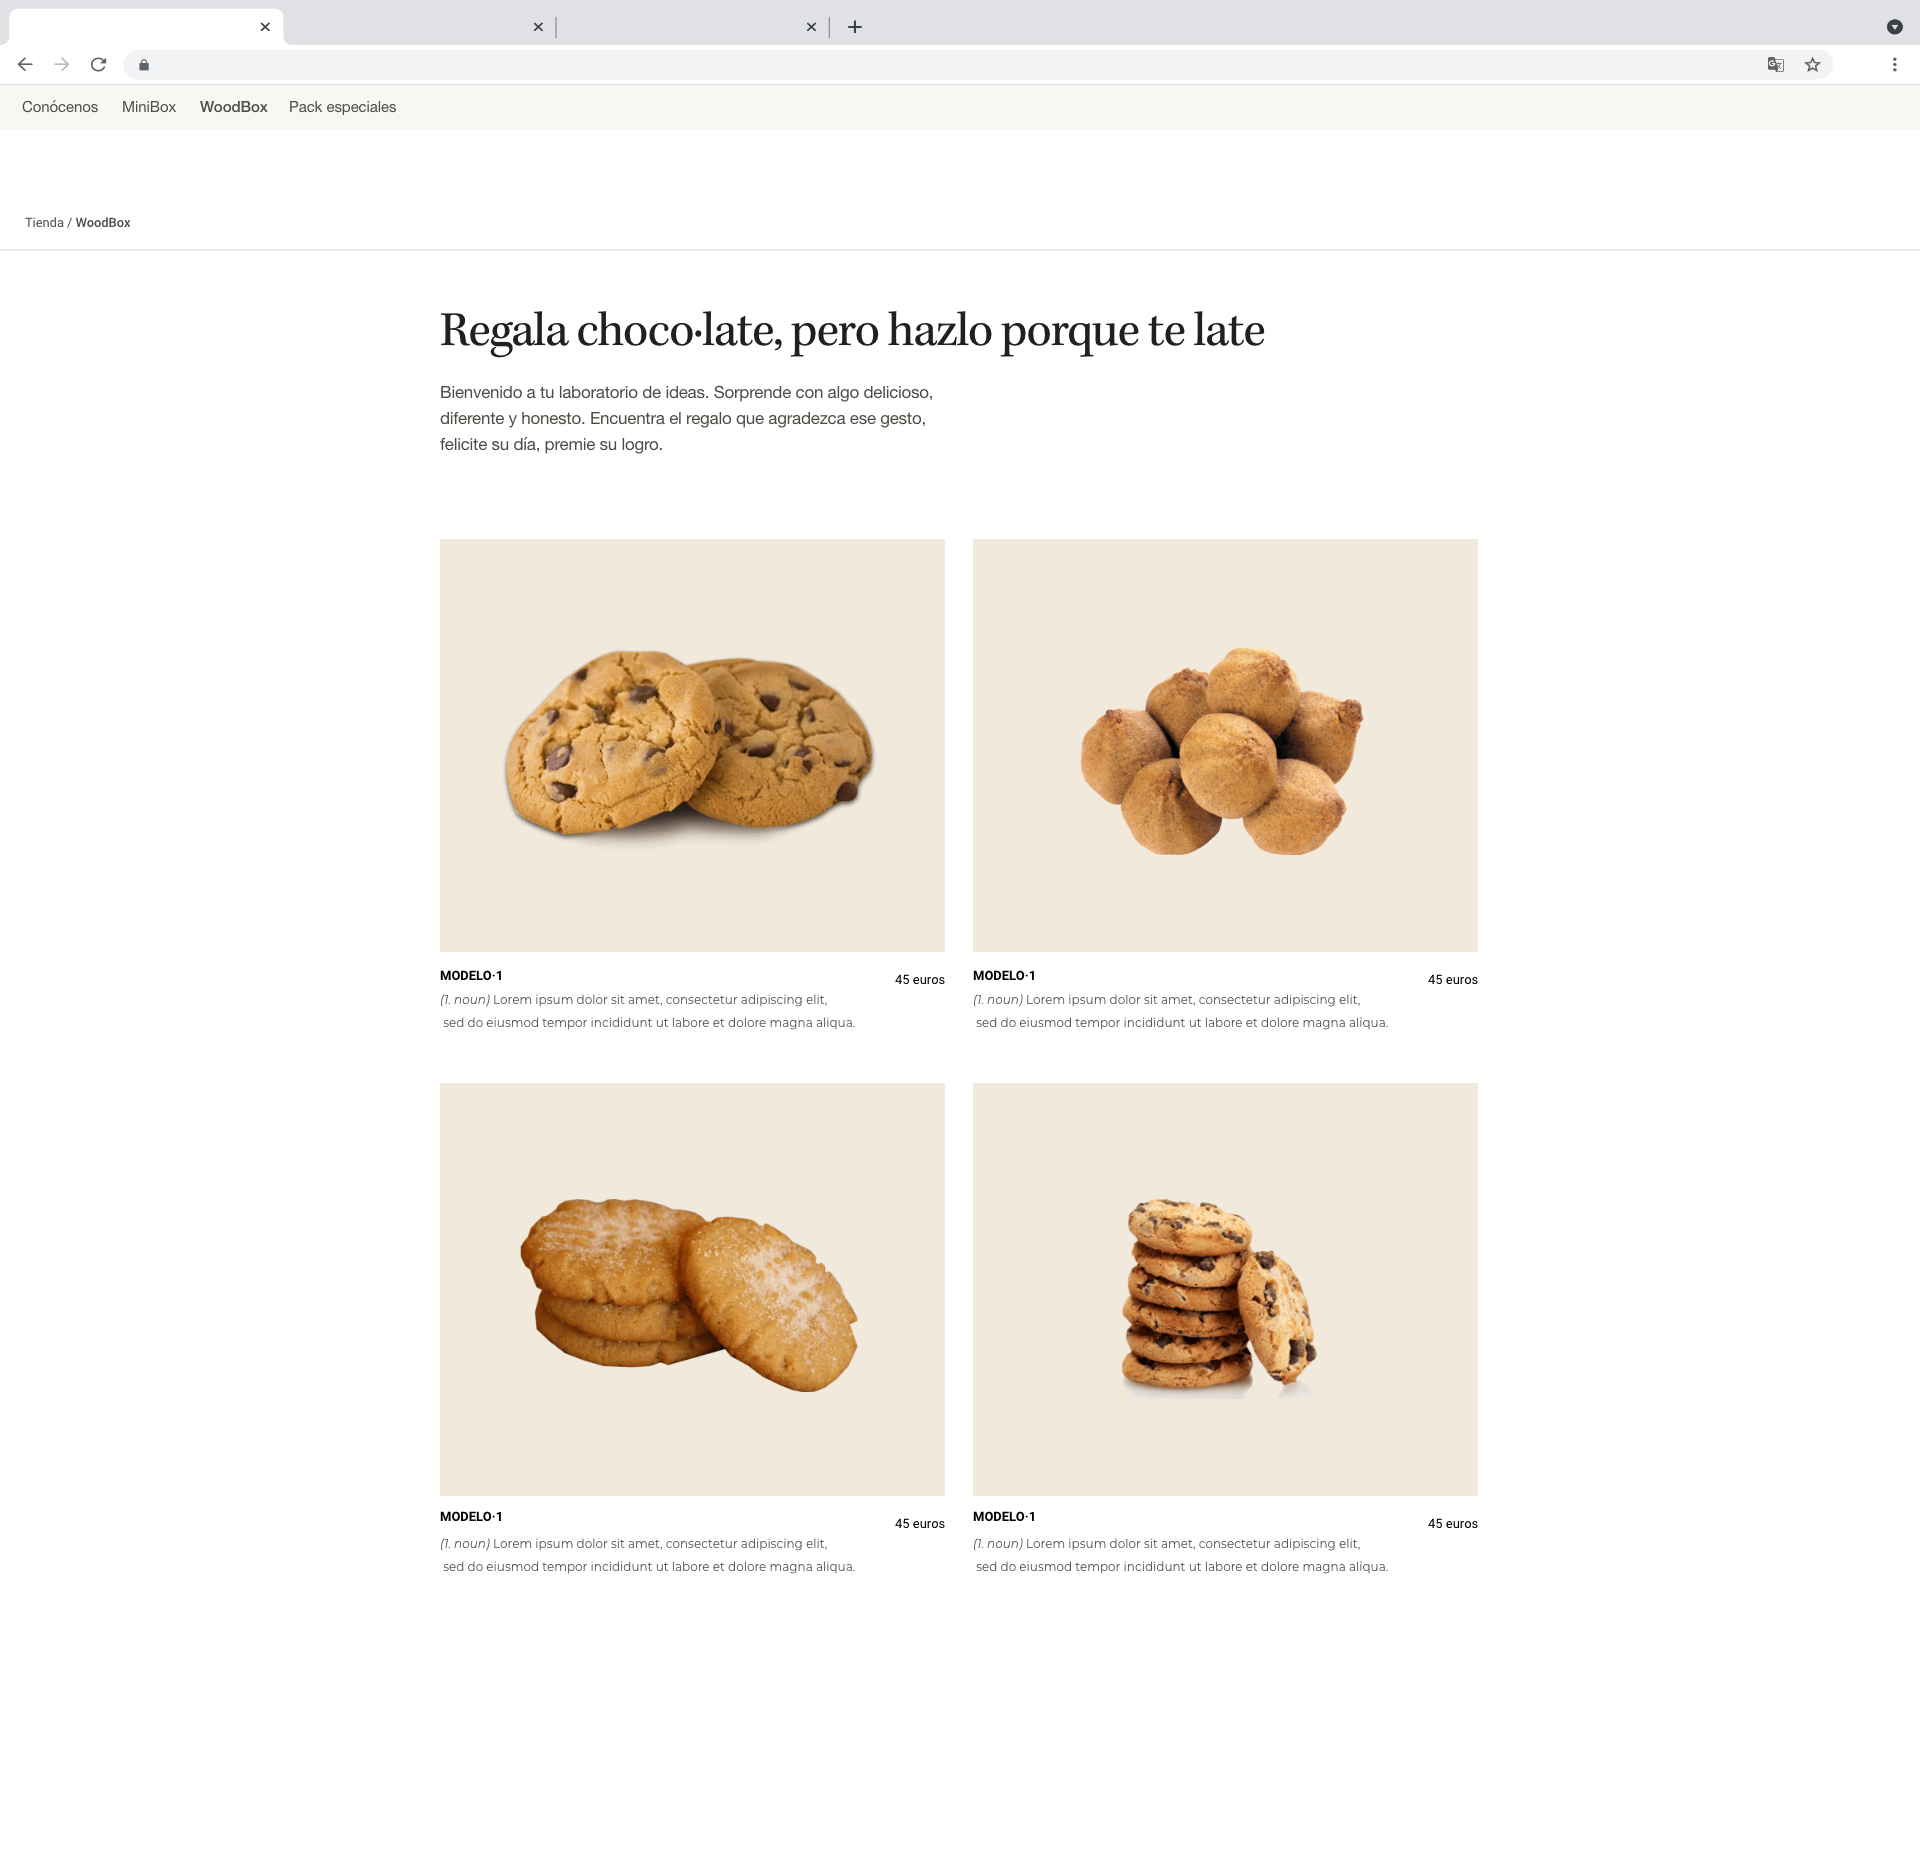 Conócenos MiniBox WoodBox Pack especiales
Tienda / WoodBox
Regala choco·late, pero hazlo porque te late
Bienvenido a tu laboratorio de ideas. Sorprende con algo delicioso,
diferente y honesto. Encuentra el regalo que agradezca ese gesto,
felicite su día, premie su logro.
MODELO·1
45 euros
(1. noun) Lorem ipsum dolor sit amet, consectetur adipiscing elit,
sed do eiusmod tempor incididunt ut labore et dolore magna aliqua.
MODELO·1
45 euros
(1. noun) Lorem ipsum dolor sit amet, consectetur adipiscing elit,
sed do eiusmod tempor incididunt ut labore et dolore magna aliqua.
MODELO·1
45 euros
(1. noun) Lorem ipsum dolor sit amet, consectetur adipiscing elit,
sed do eiusmod tempor incididunt ut labore et dolore magna aliqua.
MODELO·1
45 euros
(1. noun) Lorem ipsum dolor sit amet, consectetur adipiscing elit,
sed do eiusmod tempor incididunt ut labore et dolore magna aliqua.